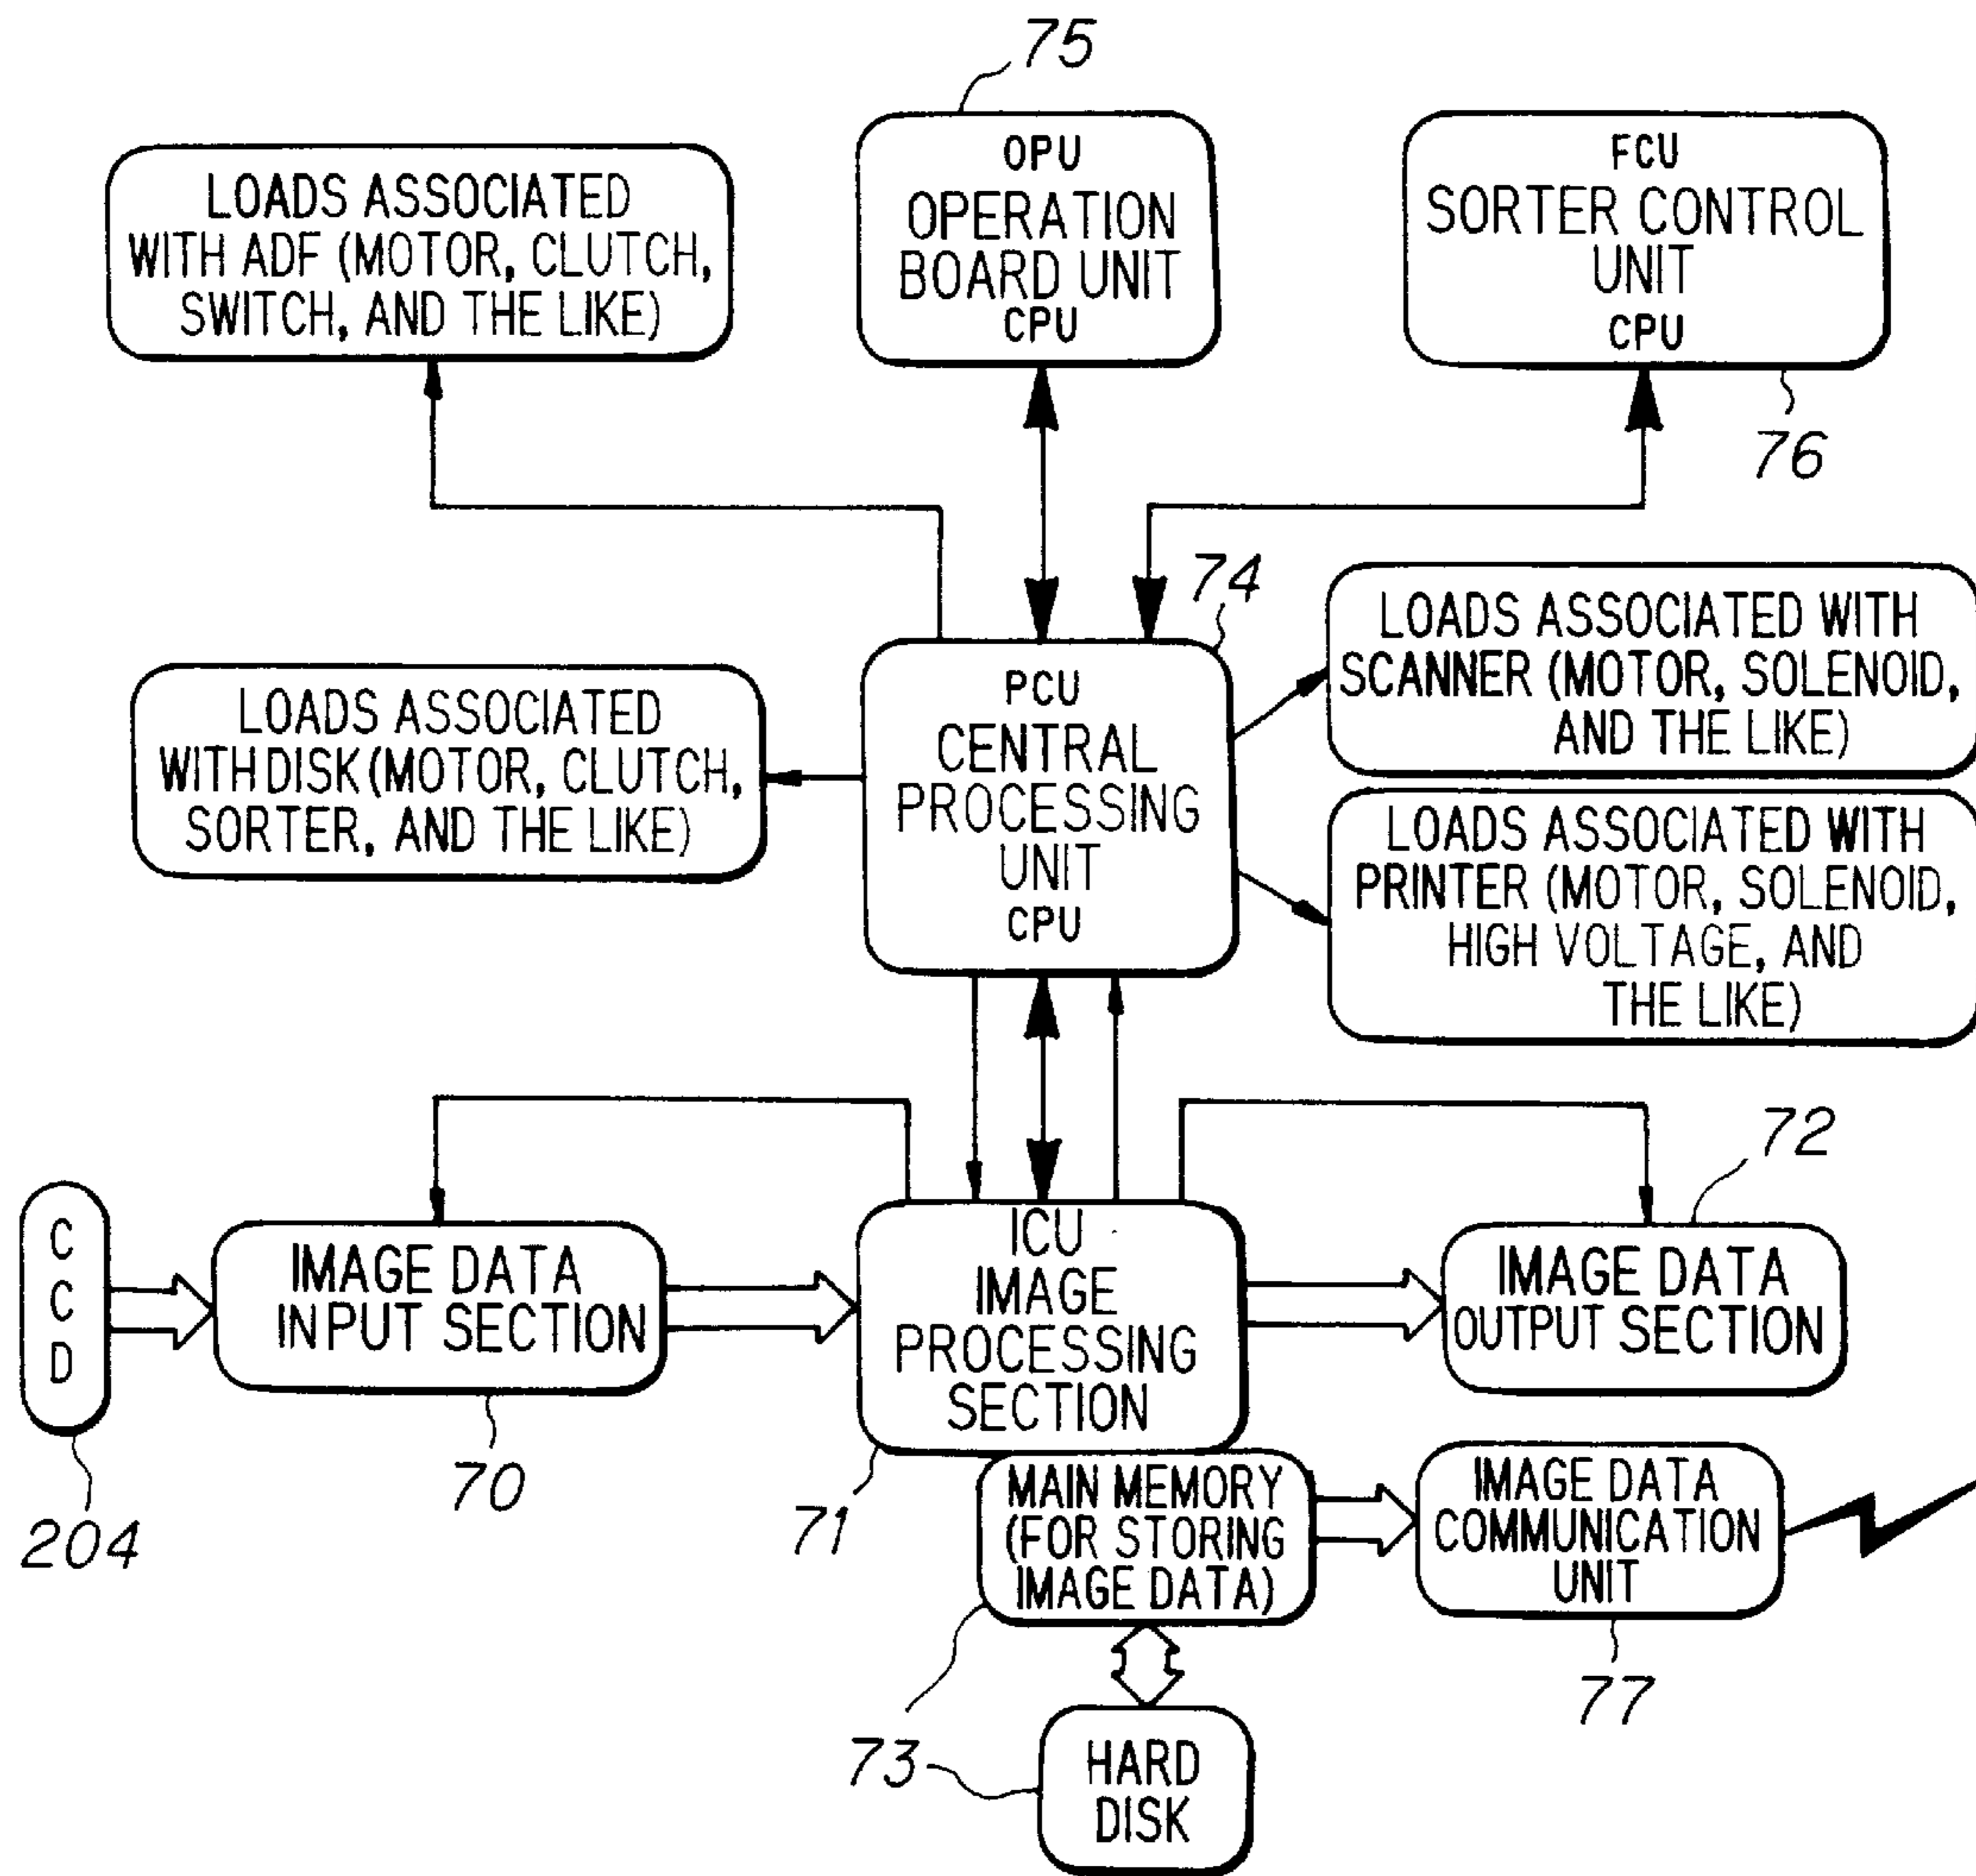 75
OPU
OPERATION
BOARD UNIT
CPU
FCU
SORTER CONTROL
UNIT
CPU
76
LOADS ASSOCIATED
WITH ADF (MOTOR, CLUTCH,
SWITCH, AND THE LIKE)
74
PCU
CENTRAL
PROCESSING
UNIT
CPU
LOADS ASSOCIATED WITH
SCANNER (MOTOR, SOLENOID,
AND THE LIKE)
LOADS ASSOCIATED
WITH DISK (MOTOR, CLUTCH,
SORTER, AND THE LIKE)
LOADS ASSOCIATED WITH
PRINTER (MOTOR, SOLENOID,
HIGH VOLTAGE, AND
THE LIKE)
72
C
C
D
204
IMAGE DATA
INPUT SECTION
70
ICU
IMAGE
PROCESSING
SECTION
71
IMAGE DATA
OUTPUT SECTION
MAIN MEMORY
(FOR STORING
IMAGE DATA)
IMAGE DATA
COMMUNICATION
UNIT
77
73
HARD
DISK